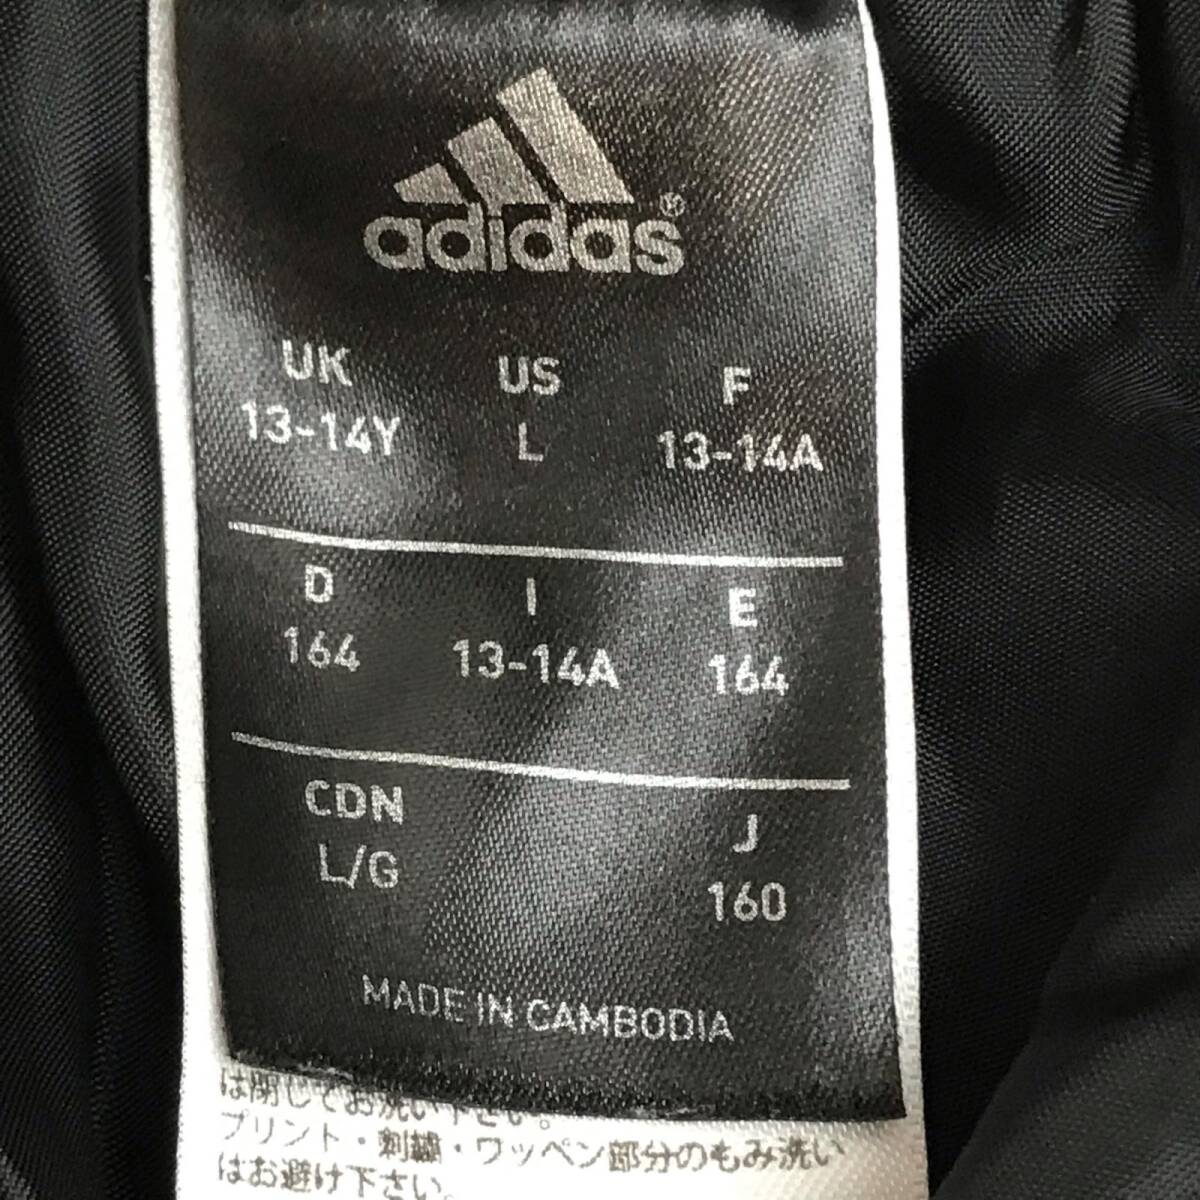 adidas®
UK US F
13-14Y L 13-14A
D I E
164 13-14A 164
CDN J
L/G 160
MADE IN CAMBODIA
は閉じてお洗い下さい。
プリント・刺繍・ワッペン部分のもみ洗い
はお避け下さい。